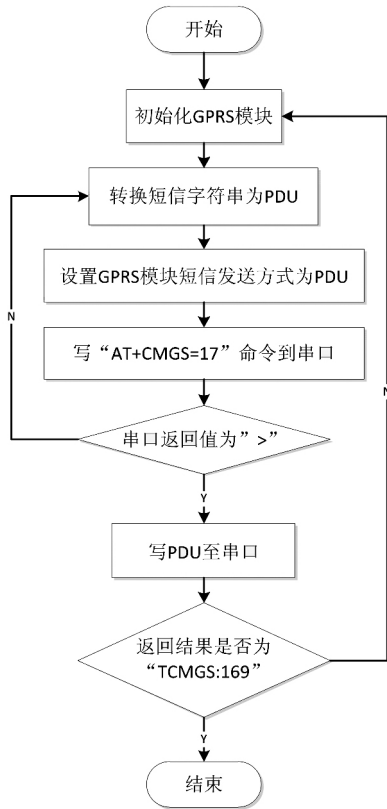 开始
初始化GPRS模块
转换短信字符串为PDU
设置GPRS模块短信发送方式为PDU
N
写“AT+CMGS=17”命令到串口
N
串口返回值为”>”
Y
写PDU至串口
返回结果是否为
“TCMGS:169”
Y
结束